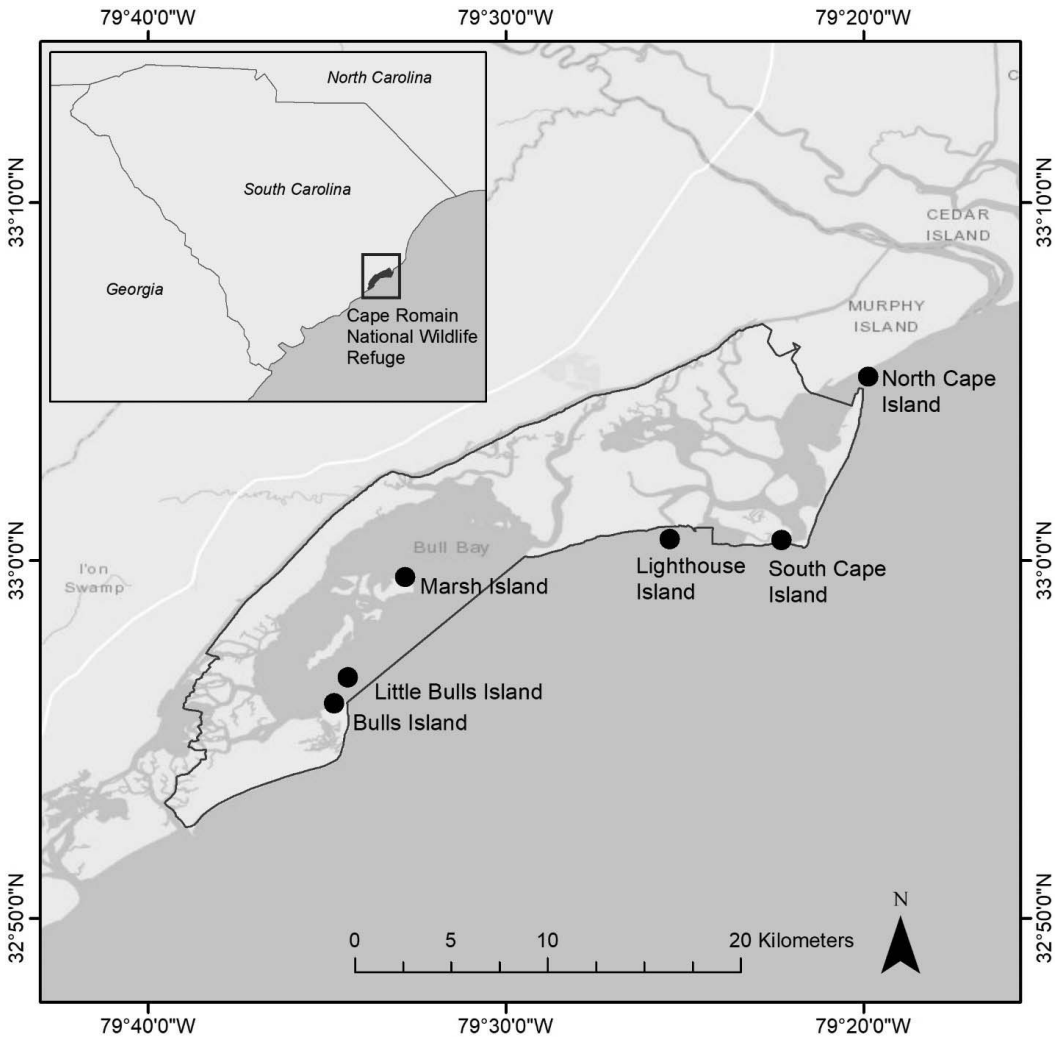 79°40'0"W
79°30'0"W
79°20'0"W
North Carolina
South Carolina
Georgia
Cape Romain
National Wildlife
Refuge
33°10'0"N
33°10'0"N
CEDAR
ISLAND
MURPHY
ISLAND
North Cape
Island
Bull Bay
33°0'0"N
33°0'0"N
I'on
Swamp
Marsh Island
Lighthouse
Island
South Cape
Island
Little Bulls Island
Bulls Island
N
32°50'0"N
32°50'0"N
0
5
10
20 Kilometers
79°40'0"W
79°30'0"W
79°20'0"W